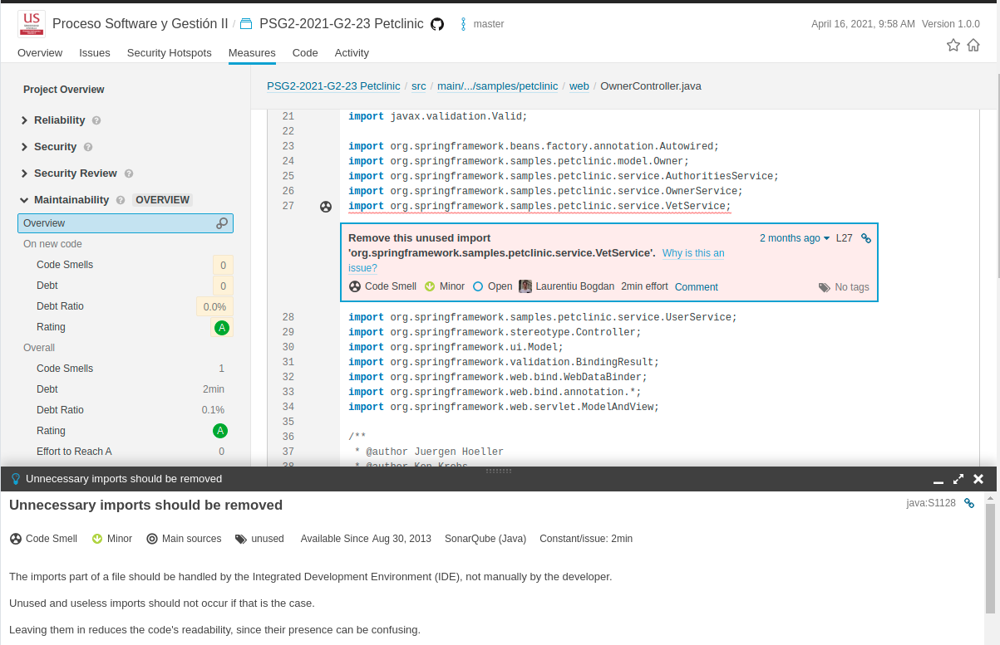 US
Proceso Software y Gestión II / PSG2-2021-G2-23 Petclinic master
April 16, 2021, 9:58 AM Version 1.0.0
Overview Issues Security Hotspots Measures Code Activity
Project Overview
Reliability ?
Security ?
Security Review ?
Maintainability ? OVERVIEW
Overview
On new code
Code Smells 0
Debt 0
Debt Ratio 0.0%
Rating A
Overall
Code Smells 1
Debt 2min
Debt Ratio 0.1%
Rating A
Effort to Reach A 0
PSG2-2021-G2-23 Petclinic / src / main/.../samples/petclinic / web / OwnerController.java
21 import javax.validation.Valid;
22
23 import org.springframework.beans.factory.annotation.Autowired;
24 import org.springframework.samples.petclinic.model.Owner;
25 import org.springframework.samples.petclinic.service.AuthoritiesService;
26 import org.springframework.samples.petclinic.service.OwnerService;
27 import org.springframework.samples.petclinic.service.VetService;
Remove this unused import 2 months ago L27
'org.springframework.samples.petclinic.service.VetService'. Why is this an
issue?
Code Smell Minor Open Laurentiu Bogdan 2min effort Comment No tags
28 import org.springframework.samples.petclinic.service.UserService;
29 import org.springframework.stereotype.Controller;
30 import org.springframework.ui.Model;
31 import org.springframework.validation.BindingResult;
32 import org.springframework.web.bind.WebDataBinder;
33 import org.springframework.web.bind.annotation.*;
34 import org.springframework.web.servlet.ModelAndView;
35
36 /**
37 * @author Juergen Hoeller
38 * @author Ken Krebs
Unnecessary imports should be removed
Unnecessary imports should be removed java:S1128
Code Smell Minor Main sources unused Available Since Aug 30, 2013 SonarQube (Java) Constant/issue: 2min
The imports part of a file should be handled by the Integrated Development Environment (IDE), not manually by the developer.
Unused and useless imports should not occur if that is the case.
Leaving them in reduces the code's readability, since their presence can be confusing.